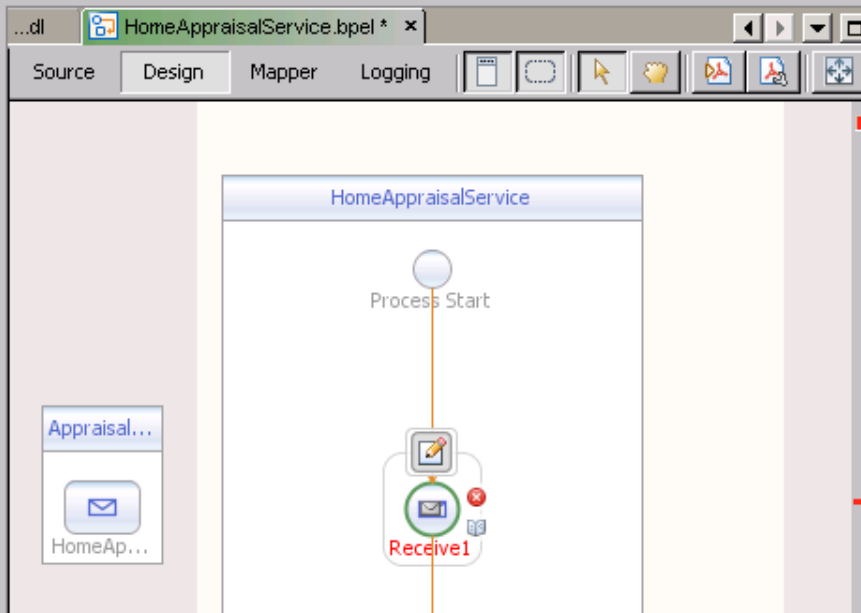 ...dl HomeAppraisalService.bpel * ×
Source Design Mapper Logging
HomeAppraisalService
Process Start
Appraisal...
HomeAp...
Receive1